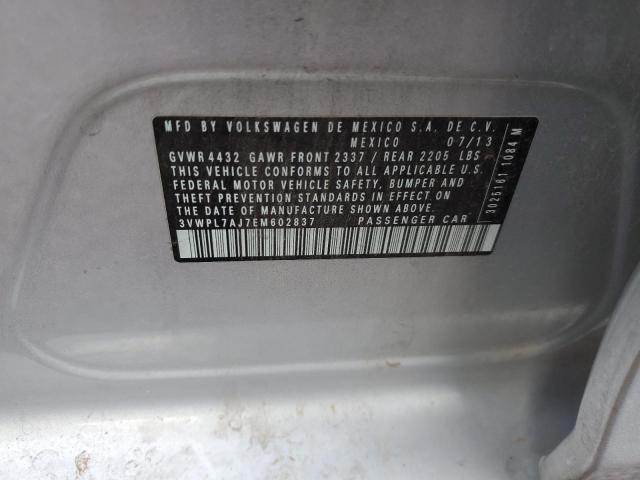 MFD BY VOLKSWAGEN DE MEXICO S.A. DE C.V.
MEXICO 07/13
GVWR4432 GAWR FRONT 2337 / REAR 2205 LBS
THIS VEHICLE CONFORMS TO ALL APPLICABLE U.S.
FEDERAL MOTOR VEHICLE SAFETY, BUMPER AND
THEFT PREVENTION STANDARDS IN EFFECT ON
THE DATE OF MANUFACTURE SHOWN ABOVE.
3VWPL7AJ7EM602837 PASSENGER CAR
3025161 1084 M